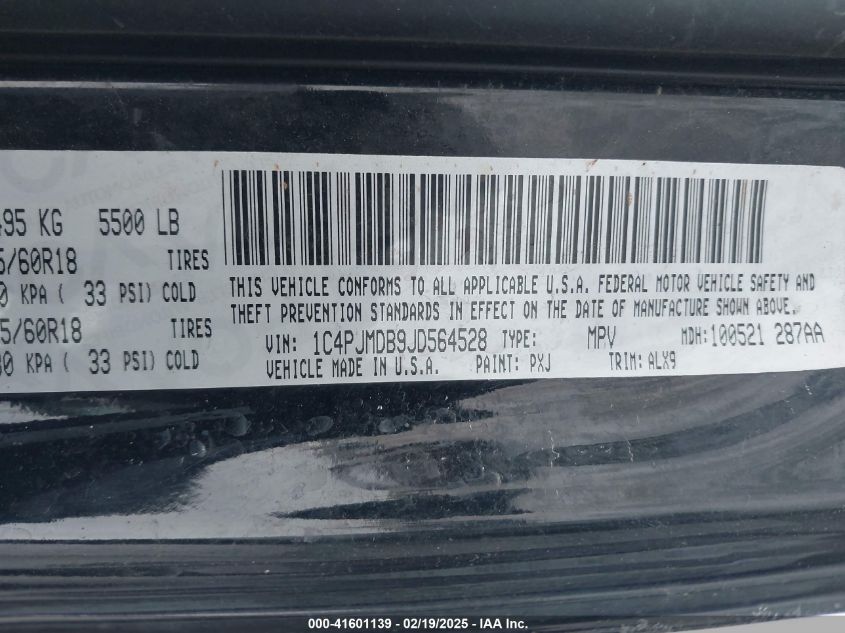 495 KG 5500 LB
5/60R18 TIRES
0 KPA ( 33 PSI) COLD
5/60R18 TIRES
30 KPA ( 33 PSI) COLD
THIS VEHICLE CONFORMS TO ALL APPLICABLE U.S.A. FEDERAL MOTOR VEHICLE SAFETY AND
THEFT PREVENTION STANDARDS IN EFFECT ON THE DATE OF MANUFACTURE SHOWN ABOVE.
VIN: 1C4PJMDB9JD564528 TYPE: MPV MDH:100521 287AA
VEHICLE MADE IN U.S.A. PAINT: PXJ TRIM: ALX9
000-41601139 - 02/19/2025 - IAA Inc.